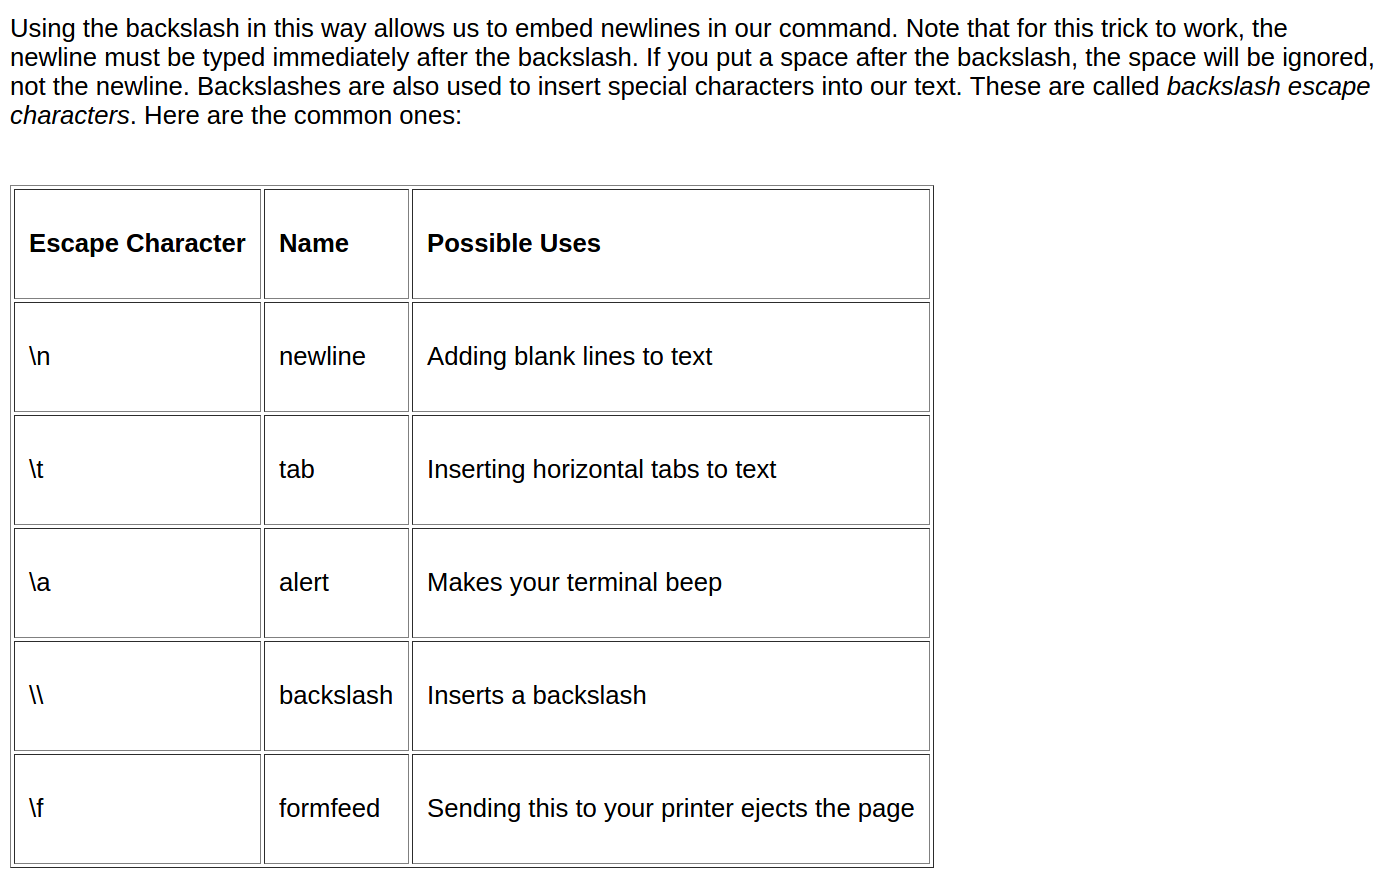 Using the backslash in this way allows us to embed newlines in our command. Note that for this trick to work, the
newline must be typed immediately after the backslash. If you put a space after the backslash, the space will be ignored,
not the newline. Backslashes are also used to insert special characters into our text. These are called backslash escape
characters. Here are the common ones:
Escape Character Name Possible Uses
\n newline Adding blank lines to text
\t tab Inserting horizontal tabs to text
\a alert Makes your terminal beep
\\ backslash Inserts a backslash
\f formfeed Sending this to your printer ejects the page